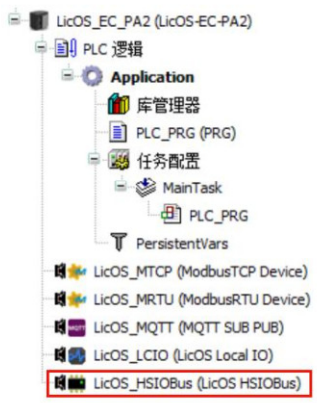 LicOS_EC_PA2 (LicOS-EC-PA2)
PLC 逻辑
Application
库管理器
PLC_PRG (PRG)
任务配置
MainTask
PLC_PRG
PersistentVars
LicOS_MTCP (ModbusTCP Device)
LicOS_MRTU (ModbusRTU Device)
LicOS_MQTT (MQTT SUB PUB)
LicOS_LCIO (LicOS Local IO)
LicOS_HSIOBus (LicOS HSIOBus)